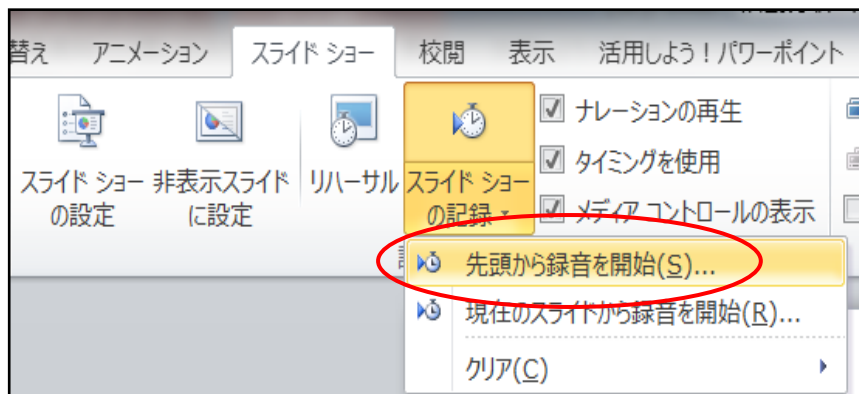 替え アニメーション スライド ショー 校閲 表示 活用しよう！パワーポイント
スライド ショー
の設定
非表示スライド
に設定
リハーサル
スライド ショー
の記録
ナレーションの再生
タイミングを使用
メディア コントロールの表示
先頭から録音を開始(S)...
現在のスライドから録音を開始(R)...
クリア(C)